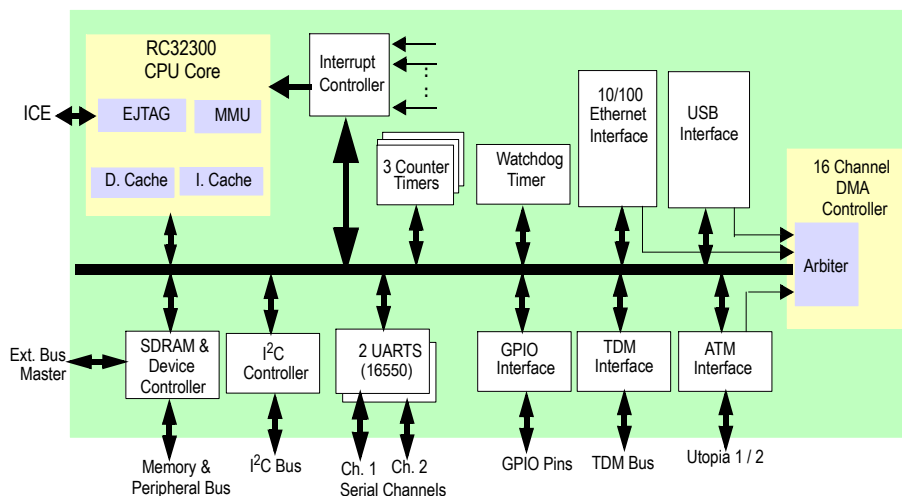 RC32300
CPU Core
EJTAG
MMU
D. Cache
I. Cache
ICE
Interrupt
Controller
3 Counter
Timers
Watchdog
Timer
10/100
Ethernet
Interface
USB
Interface
16 Channel
DMA
Controller
Arbiter
Ext. Bus
Master
SDRAM &
Device
Controller
I²C
Controller
2 UARTS
(16550)
GPIO
Interface
TDM
Interface
ATM
Interface
Memory &
Peripheral Bus
I²C Bus
Ch. 1
Ch. 2
Serial Channels
GPIO Pins
TDM Bus
Utopia 1 / 2